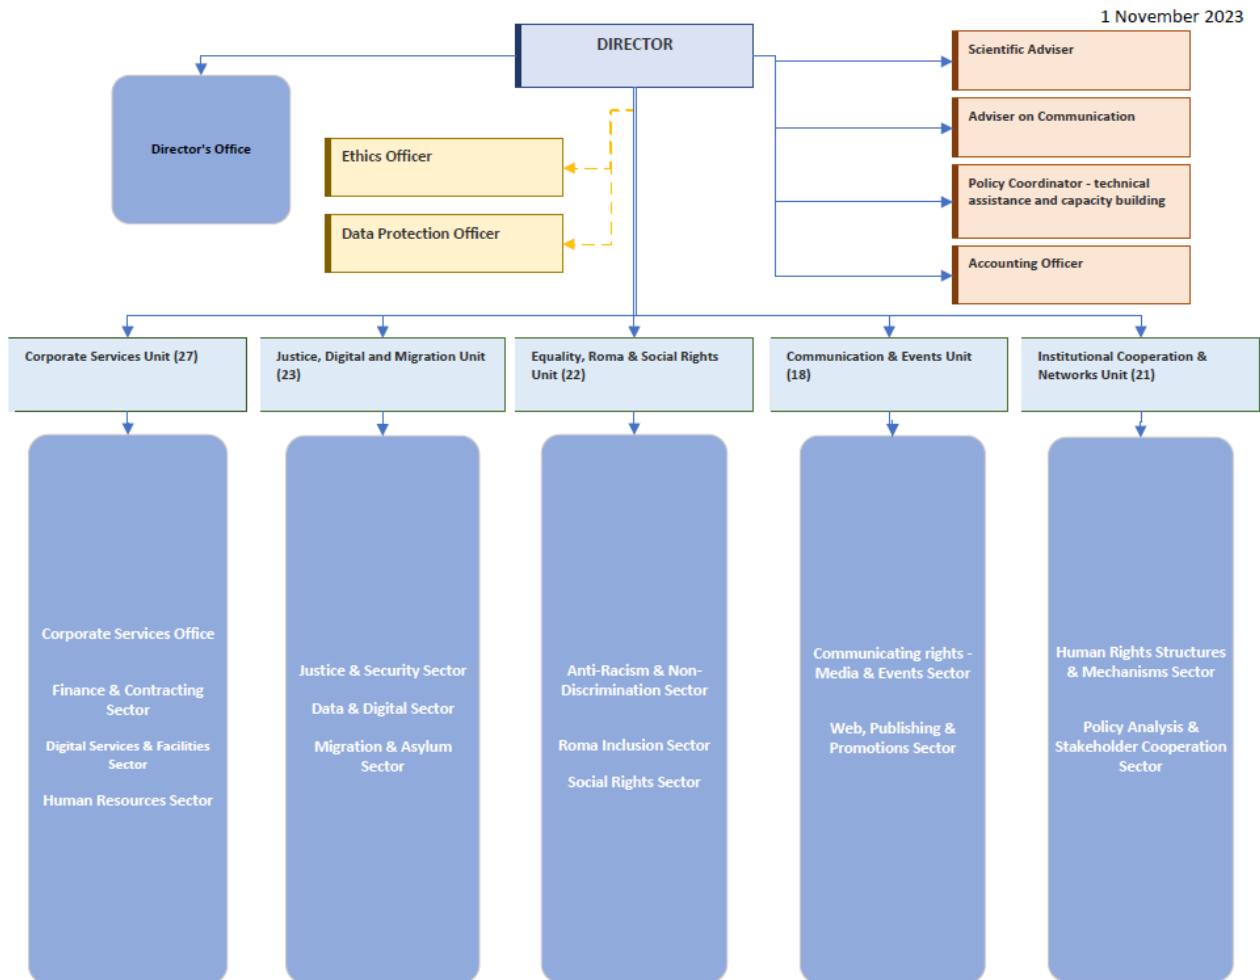 1 November 2023
DIRECTOR
Scientific Adviser
Adviser on Communication
Director's Office
Ethics Officer
Policy Coordinator - technical
assistance and capacity building
Data Protection Officer
Accounting Officer
Corporate Services Unit (27)
Justice, Digital and Migration Unit
(23)
Equality, Roma & Social Rights
Unit (22)
Communication & Events Unit
(18)
Institutional Cooperation &
Networks Unit (21)
Corporate Services Office
Finance & Contracting
Sector
Digital Services & Facilities
Sector
Human Resources Sector
Justice & Security Sector
Data & Digital Sector
Migration & Asylum
Sector
Anti-Racism & Non-
Discrimination Sector
Roma Inclusion Sector
Social Rights Sector
Communicating rights -
Media & Events Sector
Web, Publishing &
Promotions Sector
Human Rights Structures
& Mechanisms Sector
Policy Analysis &
Stakeholder Cooperation
Sector